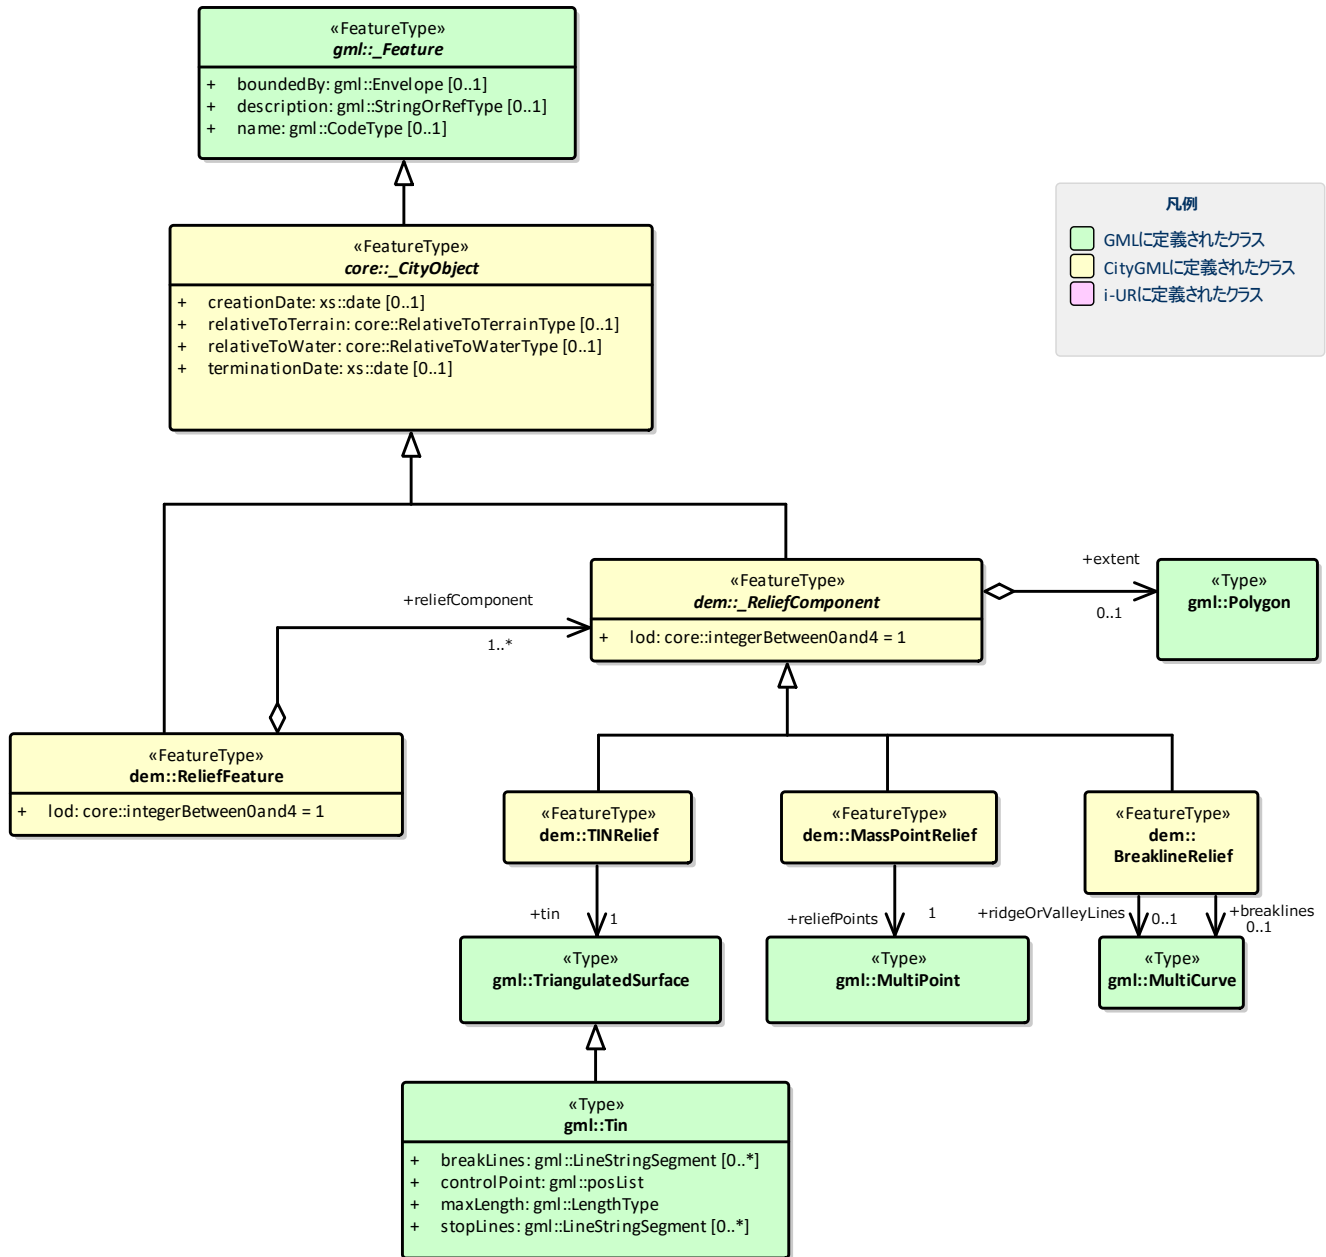 «FeatureType»
gml::_Feature
+ boundedBy: gml::Envelope [0..1]
+ description: gml::StringOrRefType [0..1]
+ name: gml::CodeType [0..1]
凡例
GMLに定義されたクラス
CityGMLに定義されたクラス
i-URに定義されたクラス
«FeatureType»
core::_CityObject
+ creationDate: xs::date [0..1]
+ relativeToTerrain: core::RelativeToTerrainType [0..1]
+ relativeToWater: core::RelativeToWaterType [0..1]
+ terminationDate: xs::date [0..1]
+reliefComponent
1..*
«FeatureType»
dem::_ReliefComponent
+ lod: core::integerBetween0and4 = 1
+extent
0..1
«Type»
gml::Polygon
«FeatureType»
dem::ReliefFeature
+ lod: core::integerBetween0and4 = 1
«FeatureType»
dem::TINRelief
«FeatureType»
dem::MassPointRelief
«FeatureType»
dem::
BreaklineRelief
+tin
1
+reliefPoints
1
+ridgeOrValleyLines
0..1
+breaklines
0..1
«Type»
gml::TriangulatedSurface
«Type»
gml::MultiPoint
«Type»
gml::MultiCurve
«Type»
gml::Tin
+ breakLines: gml::LineStringSegment [0..*]
+ controlPoint: gml::posList
+ maxLength: gml::LengthType
+ stopLines: gml::LineStringSegment [0..*]